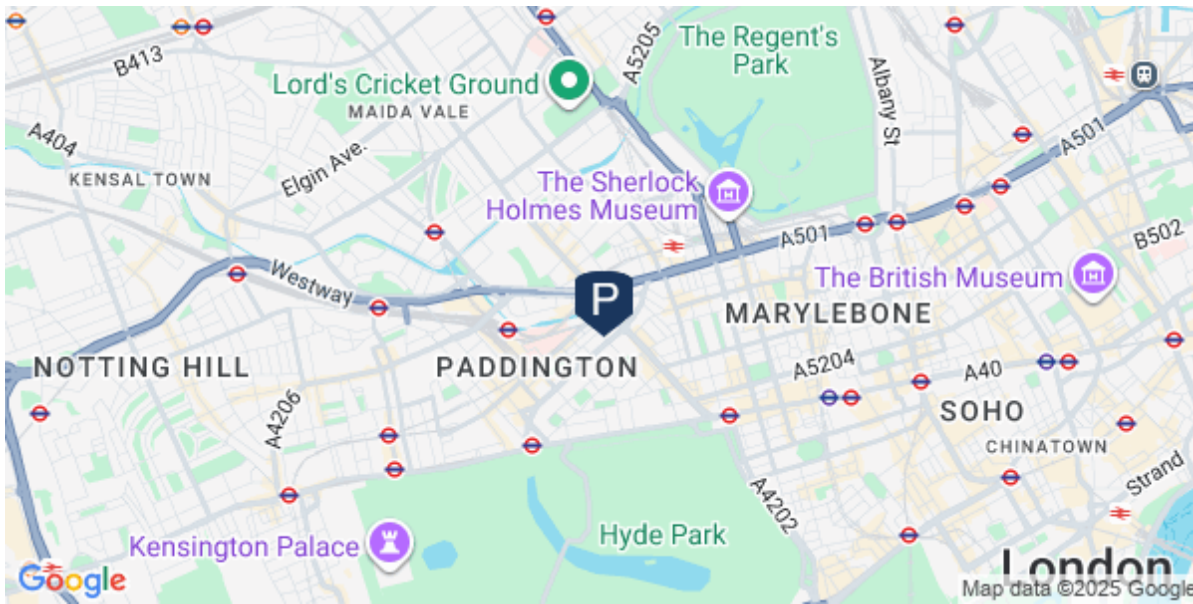 B413
A5205
The Regent's
Park
Lord's Cricket Ground
MAIDA VALE
Albany St
A501
A404
Elgin Ave.
KENSAL TOWN
The Sherlock
Holmes Museum
A501
B502
Westway
The British Museum
P
MARYLEBONE
NOTTING HILL
PADDINGTON
A5204
A40
A4206
SOHO
CHINATOWN
Strand
A4202
Kensington Palace
Hyde Park
London
Google
Map data ©2025 Google